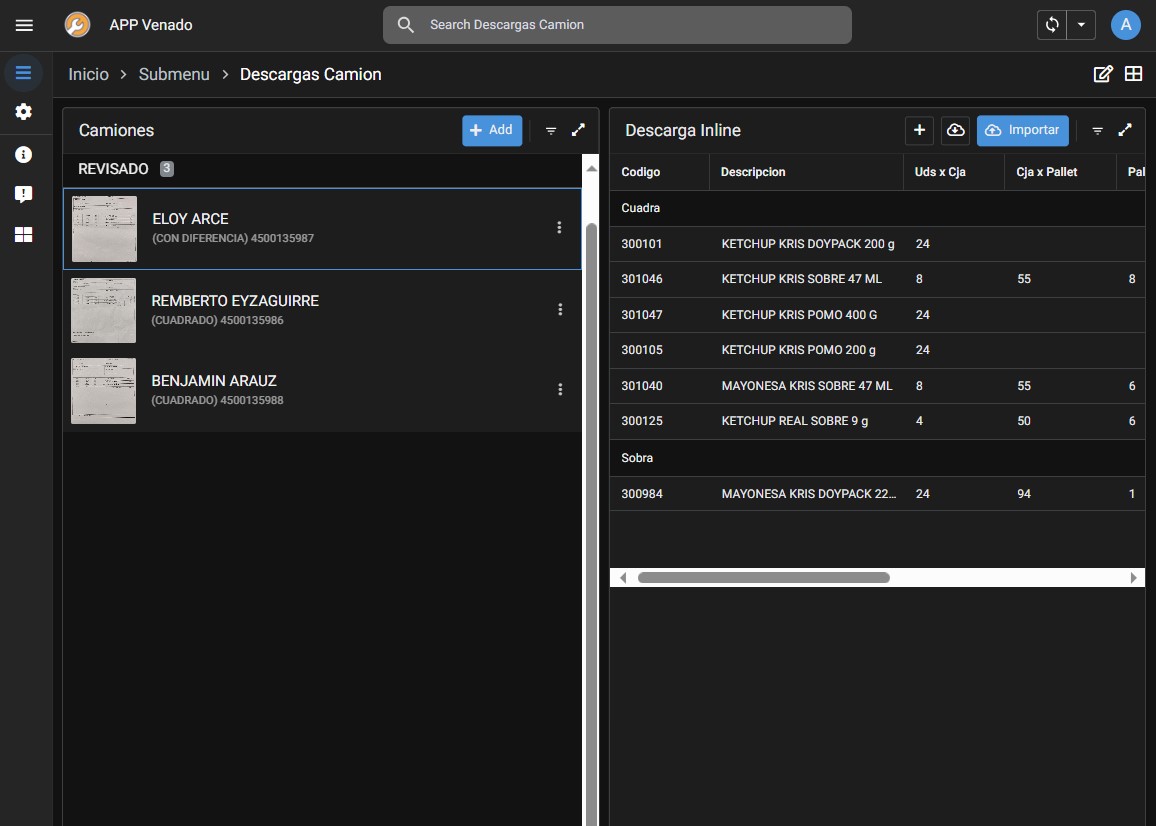 APP Venado
Search Descargas Camion
A
Inicio > Submenu > Descargas Camion
Camiones
+ Add
REVISADO 3
ELOY ARCE
(CON DIFERENCIA) 4500135987
REMBERTO EYZAGUIRRE
(CUADRADO) 4500135986
BENJAMIN ARAUZ
(CUADRADO) 4500135988
Descarga Inline
Importar
Codigo Descripcion Uds x Cja Cja x Pallet Pal
Cuadra
300101 KETCHUP KRIS DOYPACK 200 g 24
301046 KETCHUP KRIS SOBRE 47 ML 8 55 8
301047 KETCHUP KRIS POMO 400 G 24
300105 KETCHUP KRIS POMO 200 g 24
301040 MAYONESA KRIS SOBRE 47 ML 8 55 6
300125 KETCHUP REAL SOBRE 9 g 4 50 6
Sobra
300984 MAYONESA KRIS DOYPACK 22... 24 94 1